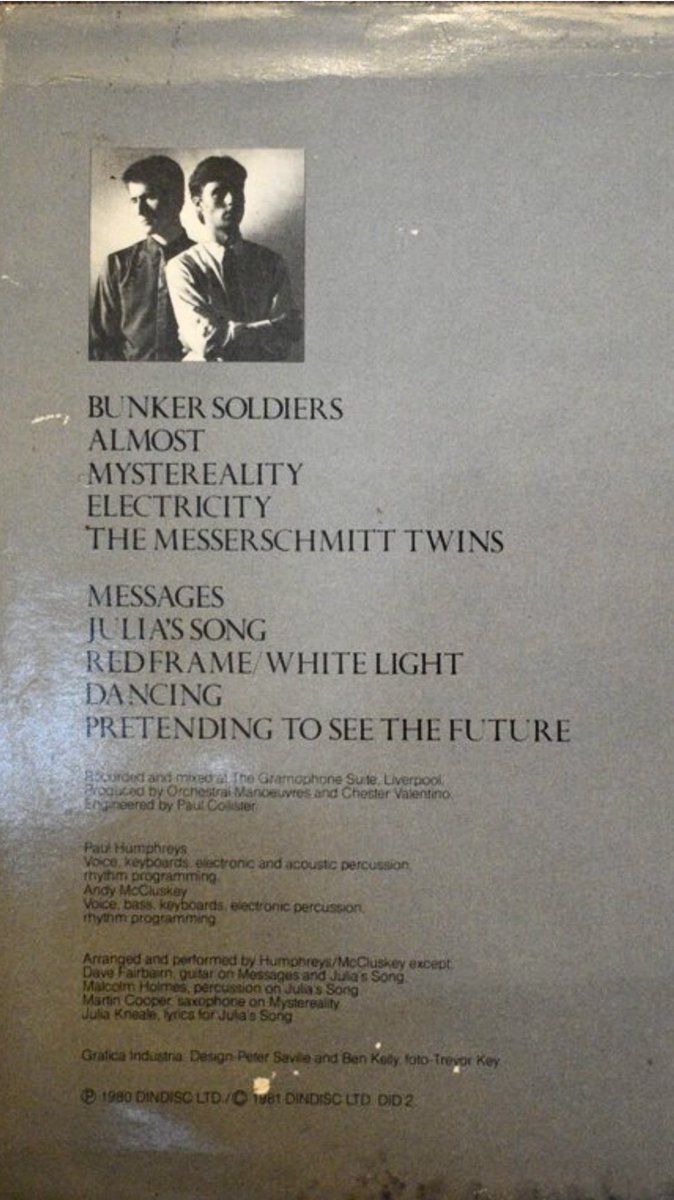 BUNKER SOLDIERS
ALMOST
MYSTEREALITY
ELECTRICITY
THE MESSERSCHMITT TWINS
MESSAGES
JULIA'S SONG
RED FRAME/WHITE LIGHT
DANCING
PRETENDING TO SEE THE FUTURE
Recorded and mixed at The Gramophone Suite, Liverpool.
Produced by Orchestral Manoeuvres and Chester Valentino.
Engineered by Paul Collister.
Paul Humphreys
Voice, keyboards, electronic and acoustic percussion,
rhythm programming.
Andy McCluskey
Voice, bass, keyboards, electronic percussion,
rhythm programming.
Arranged and performed by Humphreys/McCluskey except:
Dave Fairbairn, guitar on Messages and Julia's Song.
Malcolm Holmes, percussion on Julia's Song
Martin Cooper, saxophone on Mystereality
Julia Kneale, lyrics for Julia's Song
Grafica Industria: Design-Peter Saville and Ben Kelly, foto-Trevor Key
℗ 1980 DINDISC LTD./© 1981 DINDISC LTD. DID 2